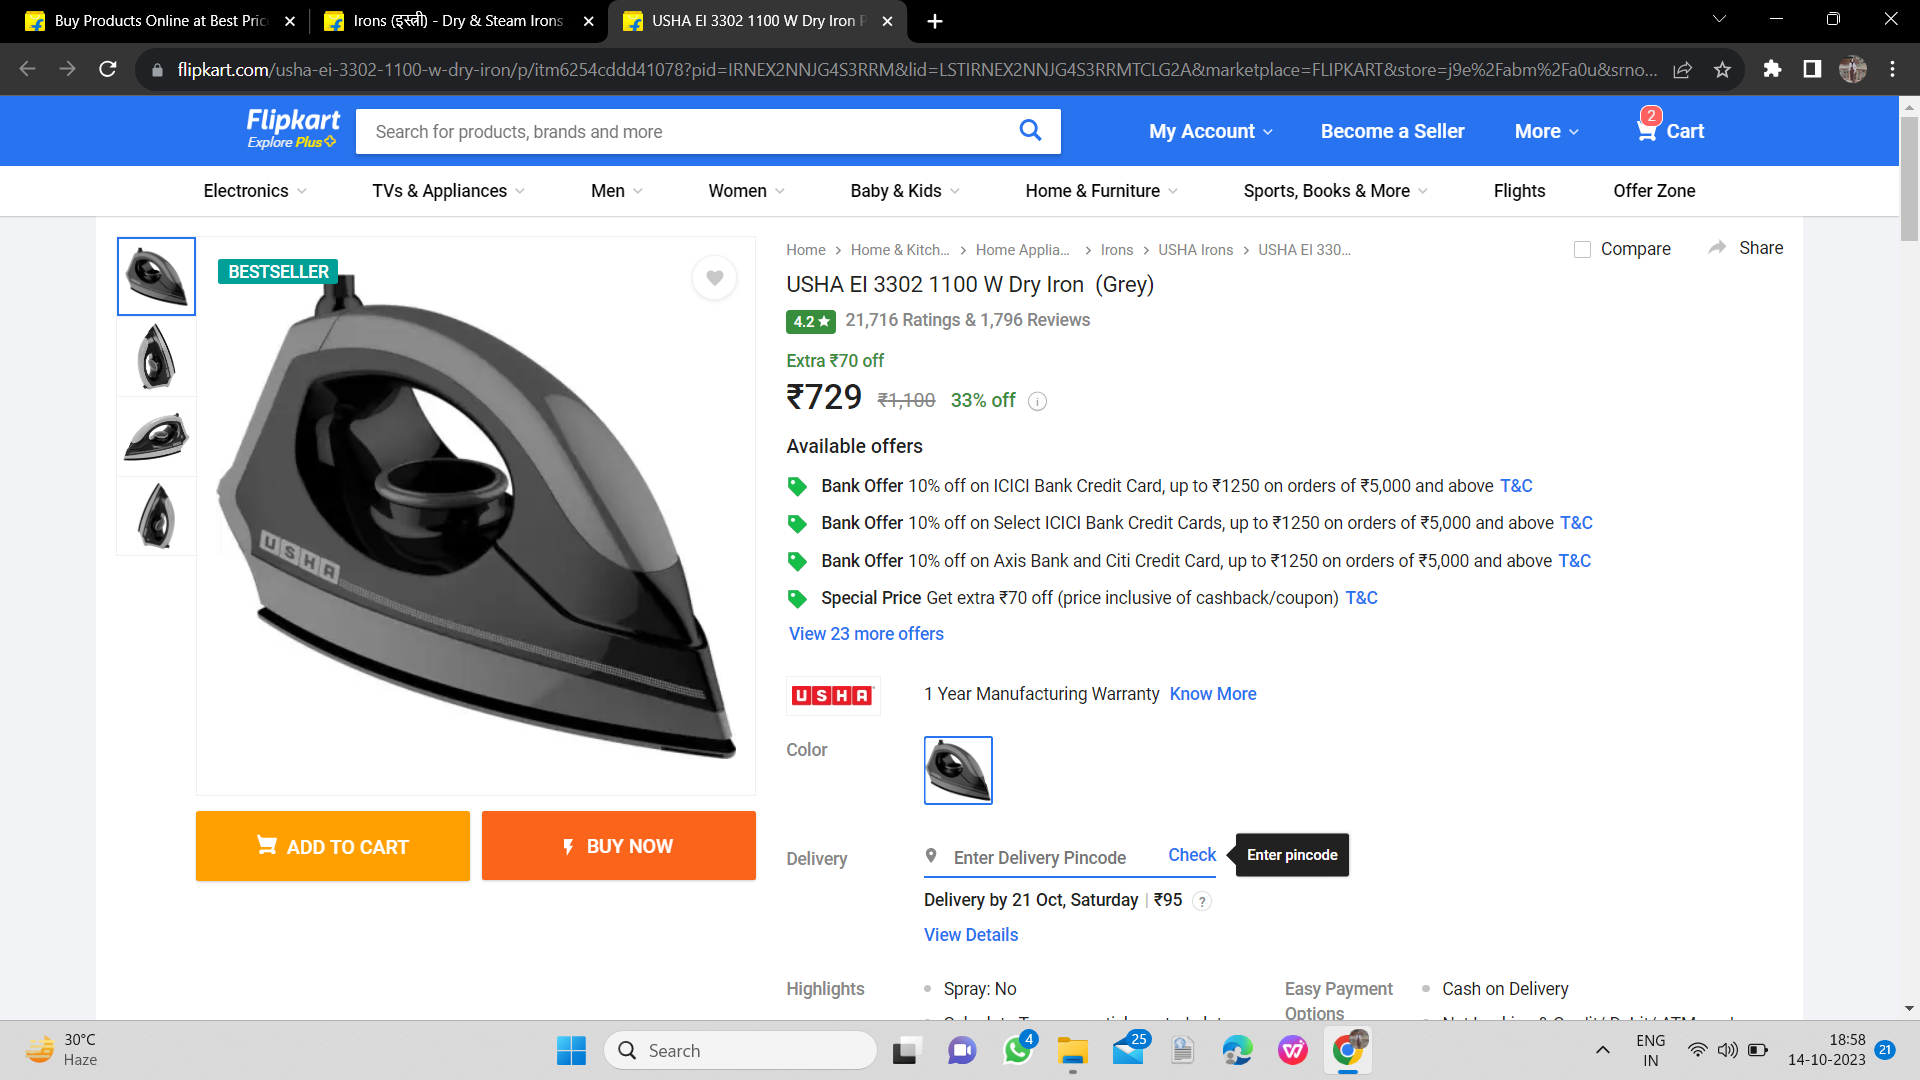 Buy Products Online at Best Pric
Irons (इस्त्री) - Dry & Steam Irons
USHA EI 3302 1100 W Dry Iron P
flipkart.com/usha-ei-3302-1100-w-dry-iron/p/itm6254cddd41078?pid=IRNEX2NNJG4S3RRM&lid=LSTIRNEX2NNJG4S3RRMTCLG2A&marketplace=FLIPKART&store=j9e%2Fabm%2Fa0u&srno...
Flipkart
Explore Plus
Search for products, brands and more
My Account
Become a Seller
More
2
Cart
Electronics
TVs & Appliances
Men
Women
Baby & Kids
Home & Furniture
Sports, Books & More
Flights
Offer Zone
BESTSELLER
USHA
Home
Home & Kitch...
Home Applia...
Irons
USHA Irons
USHA EI 330...
Compare
Share
USHA EI 3302 1100 W Dry Iron (Grey)
4.2 ★ 21,716 Ratings & 1,796 Reviews
Extra ₹70 off
₹729 ₹1,100 33% off i
Available offers
Bank Offer 10% off on ICICI Bank Credit Card, up to ₹1250 on orders of ₹5,000 and above T&C
Bank Offer 10% off on Select ICICI Bank Credit Cards, up to ₹1250 on orders of ₹5,000 and above T&C
Bank Offer 10% off on Axis Bank and Citi Credit Card, up to ₹1250 on orders of ₹5,000 and above T&C
Special Price Get extra ₹70 off (price inclusive of cashback/coupon) T&C
View 23 more offers
USHA
1 Year Manufacturing Warranty Know More
Color
ADD TO CART
BUY NOW
Delivery
Enter Delivery Pincode
Check
Enter pincode
Delivery by 21 Oct, Saturday | ₹95 ?
View Details
Highlights
Spray: No
Easy Payment
Options
Cash on Delivery
30°C
Haze
Search
4
25
ENG
IN
18:58
14-10-2023
21